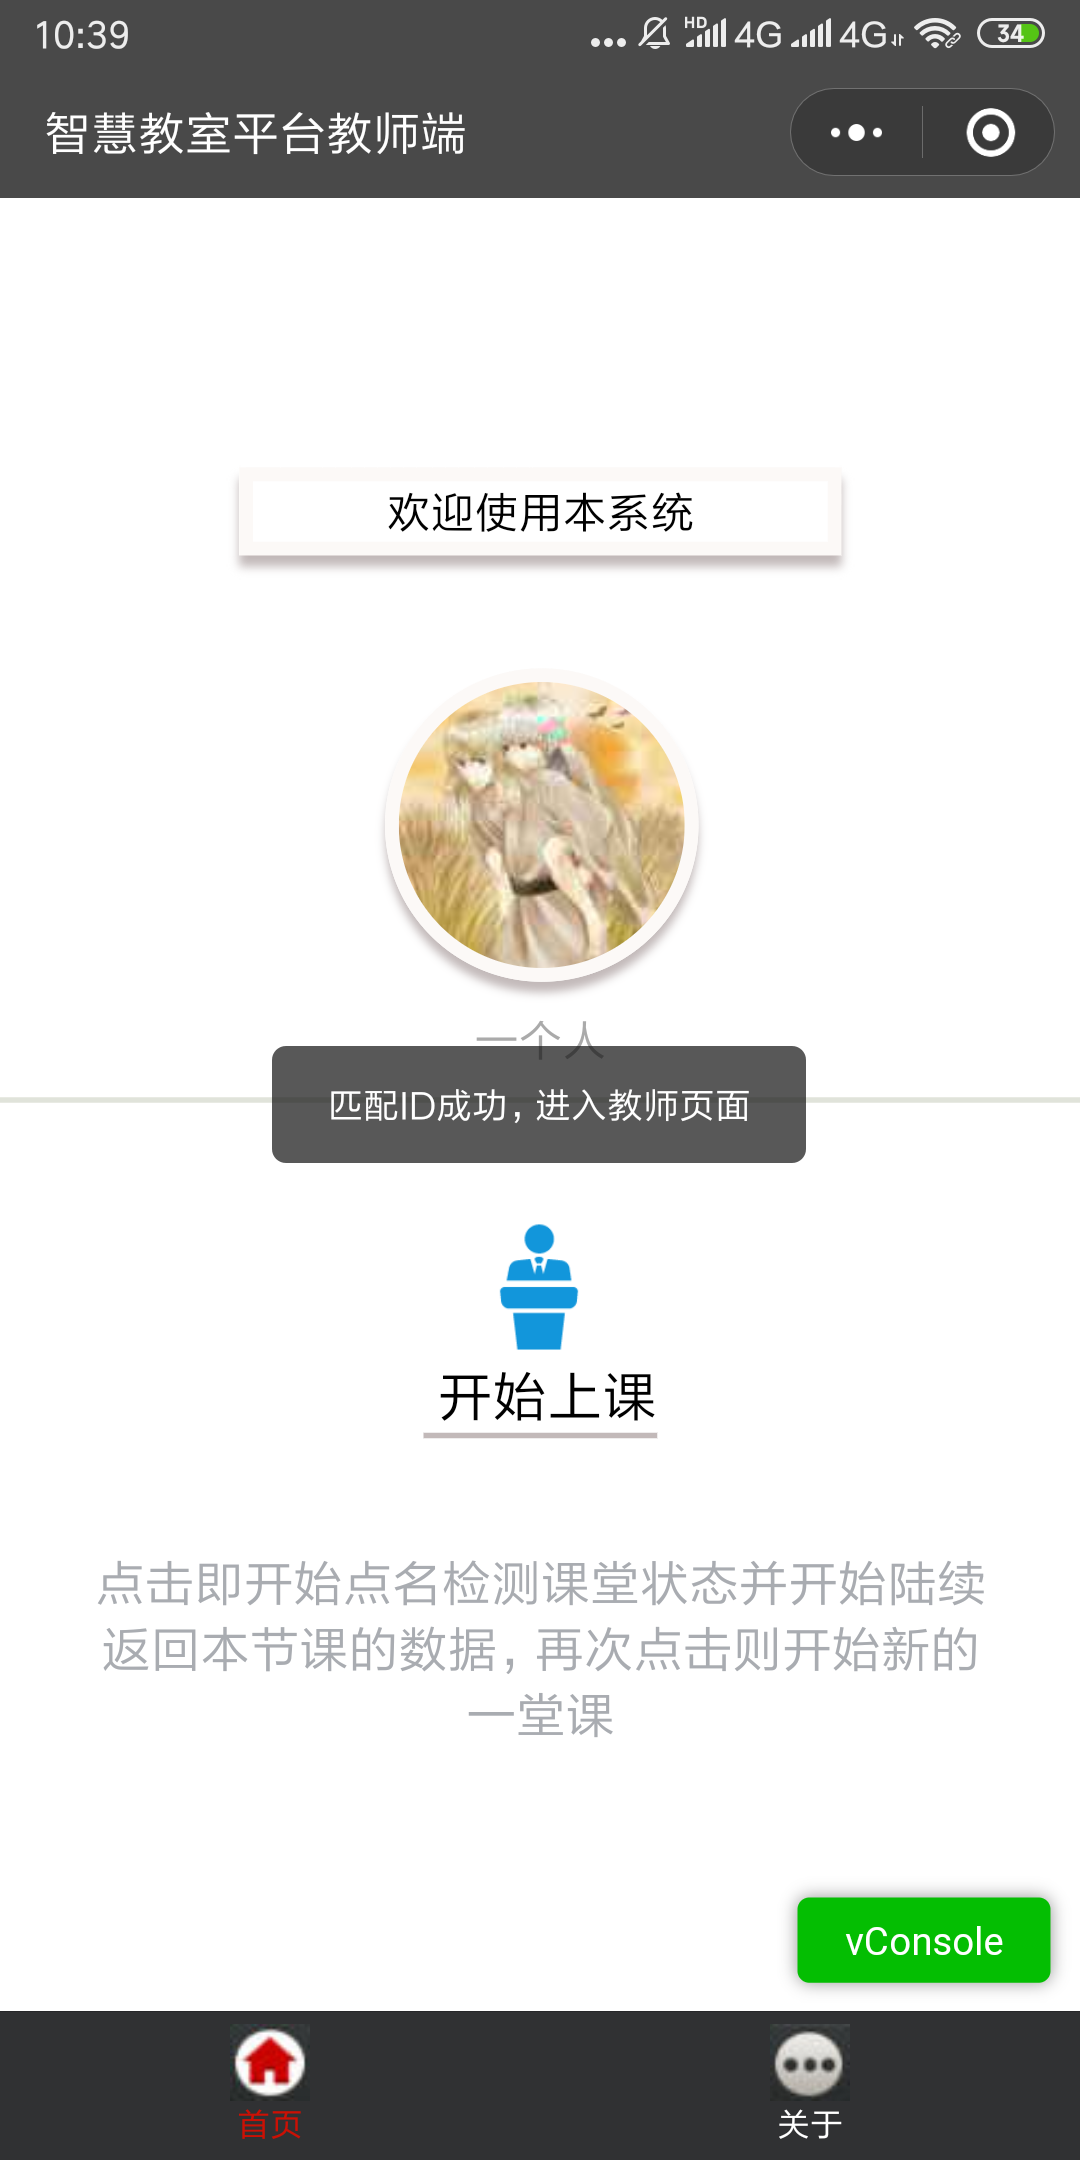 10:39
HD 4G 4G 34
智慧教室平台教师端
欢迎使用本系统
一个人
匹配ID成功，进入教师页面
开始上课
点击即开始点名检测课堂状态并开始陆续
返回本节课的数据，再次点击则开始新的
一堂课
vConsole
首页
关于